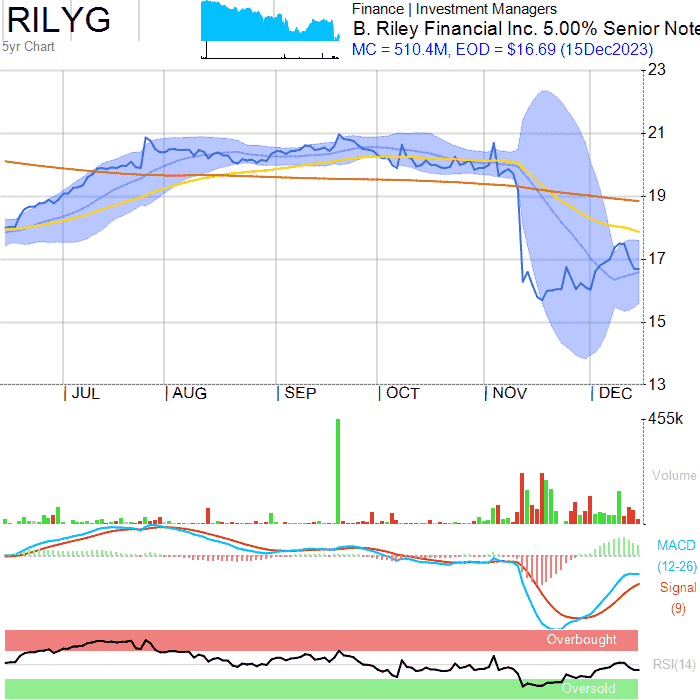 RILYG
5yr Chart
Finance | Investment Managers
B. Riley Financial Inc. 5.00% Senior Note
MC = 510.4M, EOD = $16.69 (15Dec2023)
23
21
19
17
15
13
JUL AUG SEP OCT NOV DEC
455k
Volume
MACD
(12-26)
Signal
(9)
Overbought
RSI(14)
Oversold